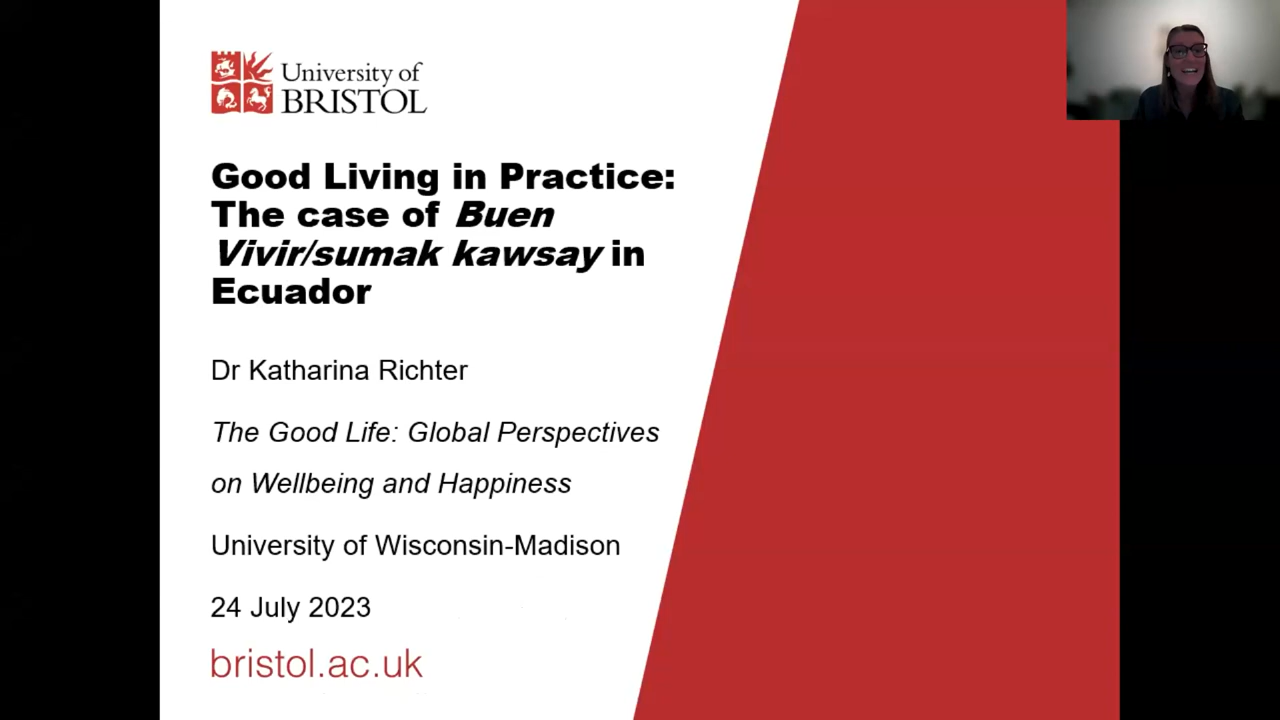 University of
BRISTOL
Good Living in Practice:
The case of Buen
Vivir/sumak kawsay in
Ecuador
Dr Katharina Richter
The Good Life: Global Perspectives
on Wellbeing and Happiness
University of Wisconsin-Madison
24 July 2023
bristol.ac.uk